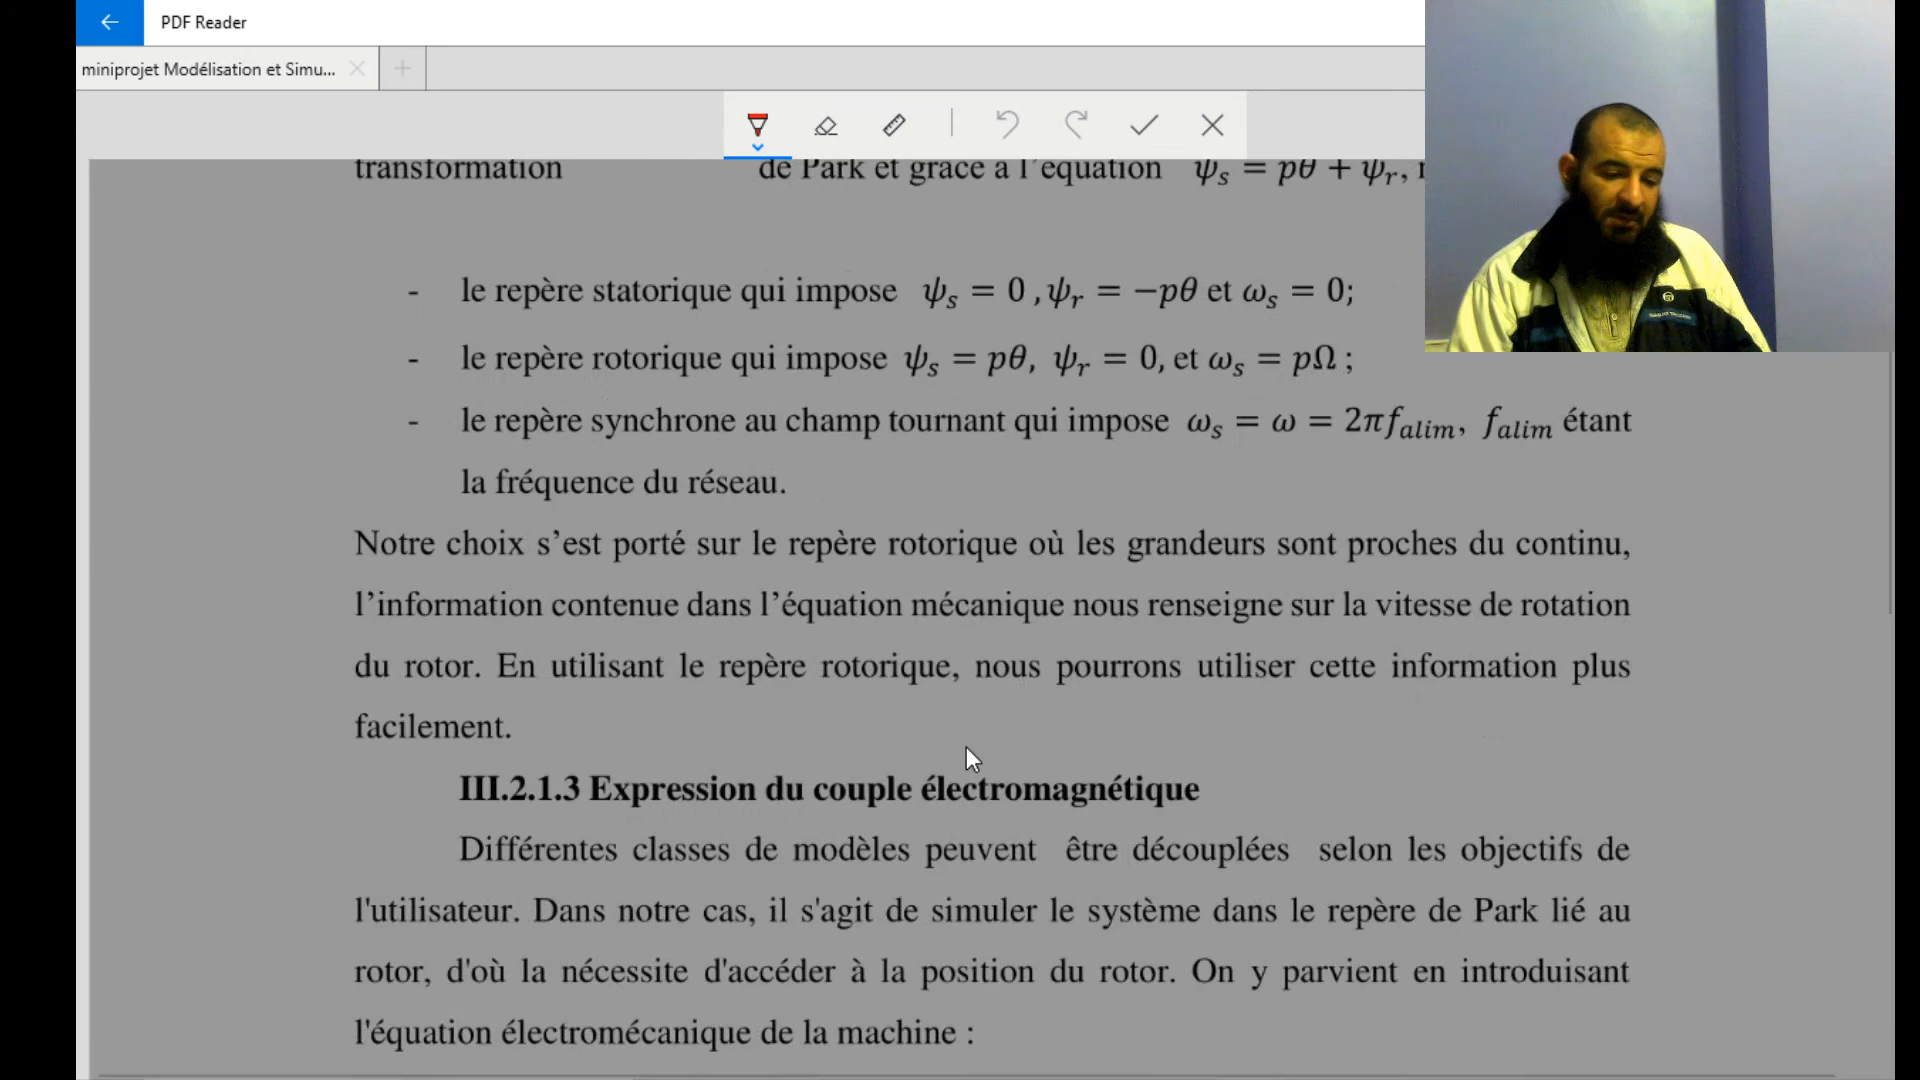 PDF Reader
miniprojet Modélisation et Simu...
transformation de Park et grâce à l'équation ψs = pθ + ψr,
- le repère statorique qui impose ψs = 0 ,ψr = −pθ et ωs = 0;
- le repère rotorique qui impose ψs = pθ, ψr = 0, et ωs = pΩ ;
- le repère synchrone au champ tournant qui impose ωs = ω = 2πfalim, falim étant
la fréquence du réseau.
Notre choix s'est porté sur le repère rotorique où les grandeurs sont proches du continu,
l'information contenue dans l'équation mécanique nous renseigne sur la vitesse de rotation
du rotor. En utilisant le repère rotorique, nous pourrons utiliser cette information plus
facilement.
III.2.1.3 Expression du couple électromagnétique
Différentes classes de modèles peuvent être découplées selon les objectifs de
l'utilisateur. Dans notre cas, il s'agit de simuler le système dans le repère de Park lié au
rotor, d'où la nécessite d'accéder à la position du rotor. On y parvient en introduisant
l'équation électromécanique de la machine :